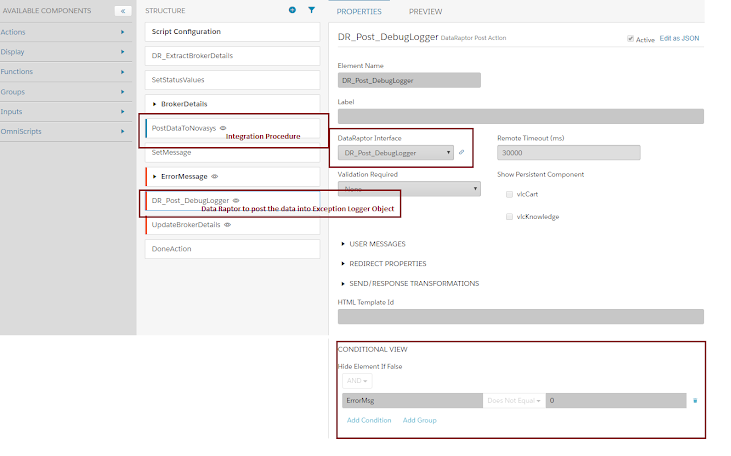 AVAILABLE COMPONENTS
«
Actions
Display
Functions
Groups
Inputs
OmniScripts
STRUCTURE
Script Configuration
DR_ExtractBrokerDetails
SetStatusValues
BrokerDetails
PostDataToNovasys
Integration Procedure
SetMessage
ErrorMessage
DR_Post_DebugLogger
Data Raptor to post the data into Exception Logger Object
UpdateBrokerDetails
DoneAction
PROPERTIES PREVIEW
DR_Post_DebugLogger DataRaptor Post Action
Active Edit as JSON
Element Name
DR_Post_DebugLogger
Label
DataRaptor Interface
DR_Post_DebugLogger
Remote Timeout (ms)
30000
Validation Required
None
Show Persistent Component
vlcCart
vlcKnowledge
USER MESSAGES
REDIRECT PROPERTIES
SEND/RESPONSE TRANSFORMATIONS
HTML Template Id
CONDITIONAL VIEW
Hide Element If False
AND
ErrorMsg Does Not Equal 0
Add Condition Add Group